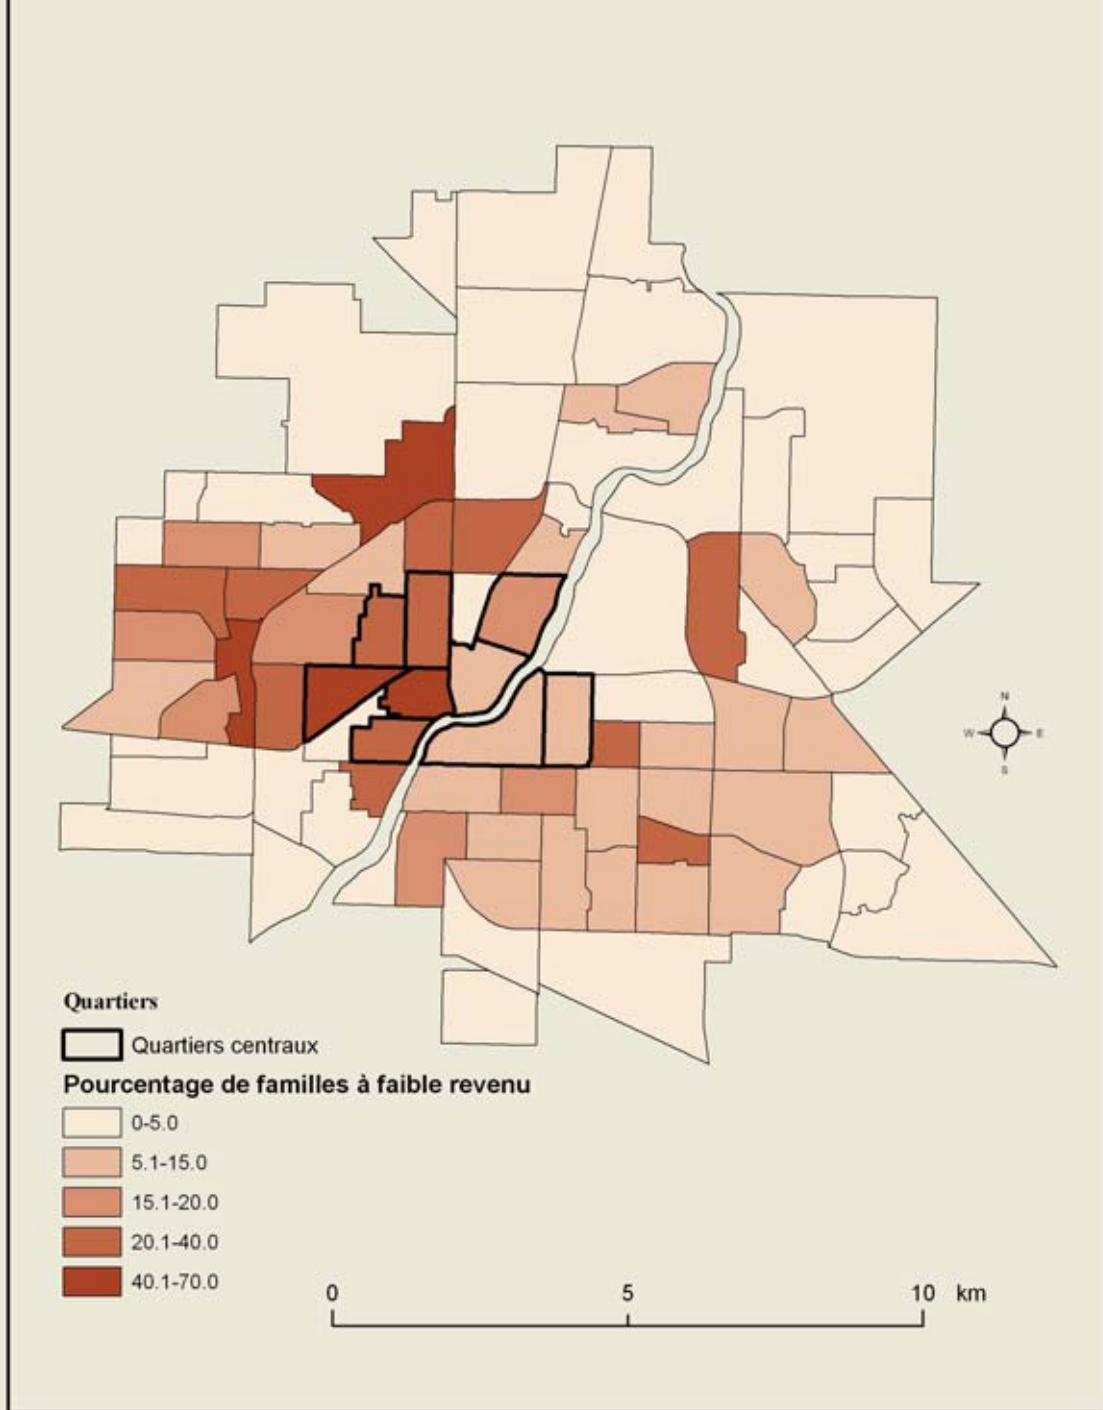 N
W E
S
Quartiers
Quartiers centraux
Pourcentage de familles à faible revenu
0-5.0
5.1-15.0
15.1-20.0
20.1-40.0
40.1-70.0
0 5 10 km